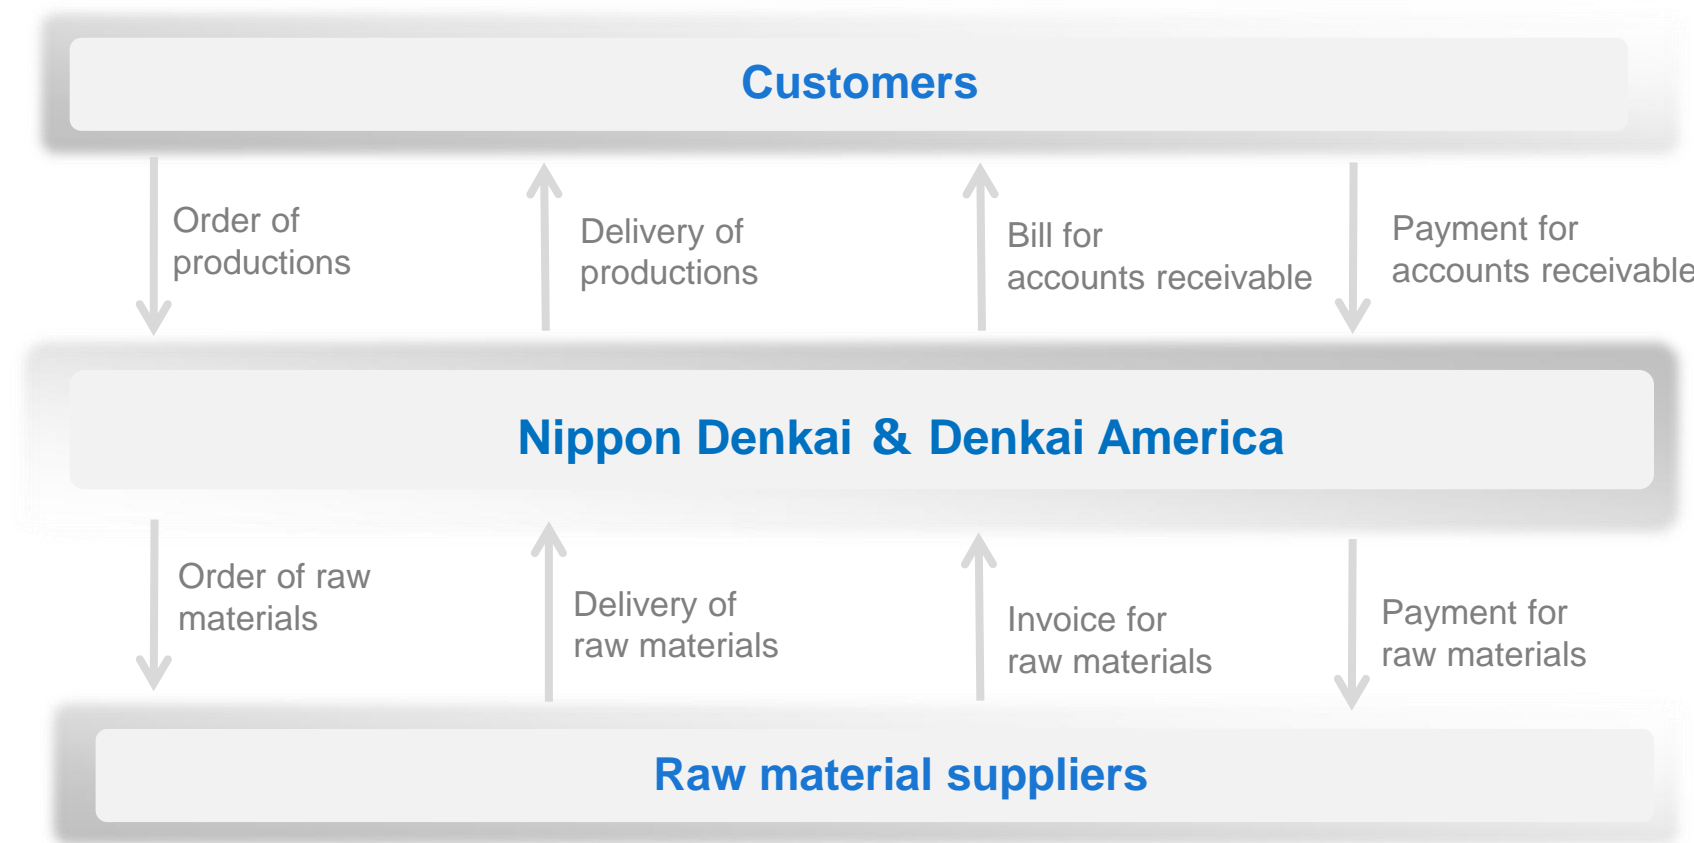 Customers
Order of
productions
Delivery of
productions
Bill for
accounts receivable
Payment for
accounts receivable
Nippon Denkai & Denkai America
Order of raw
materials
Delivery of
raw materials
Invoice for
raw materials
Payment for
raw materials
Raw material suppliers